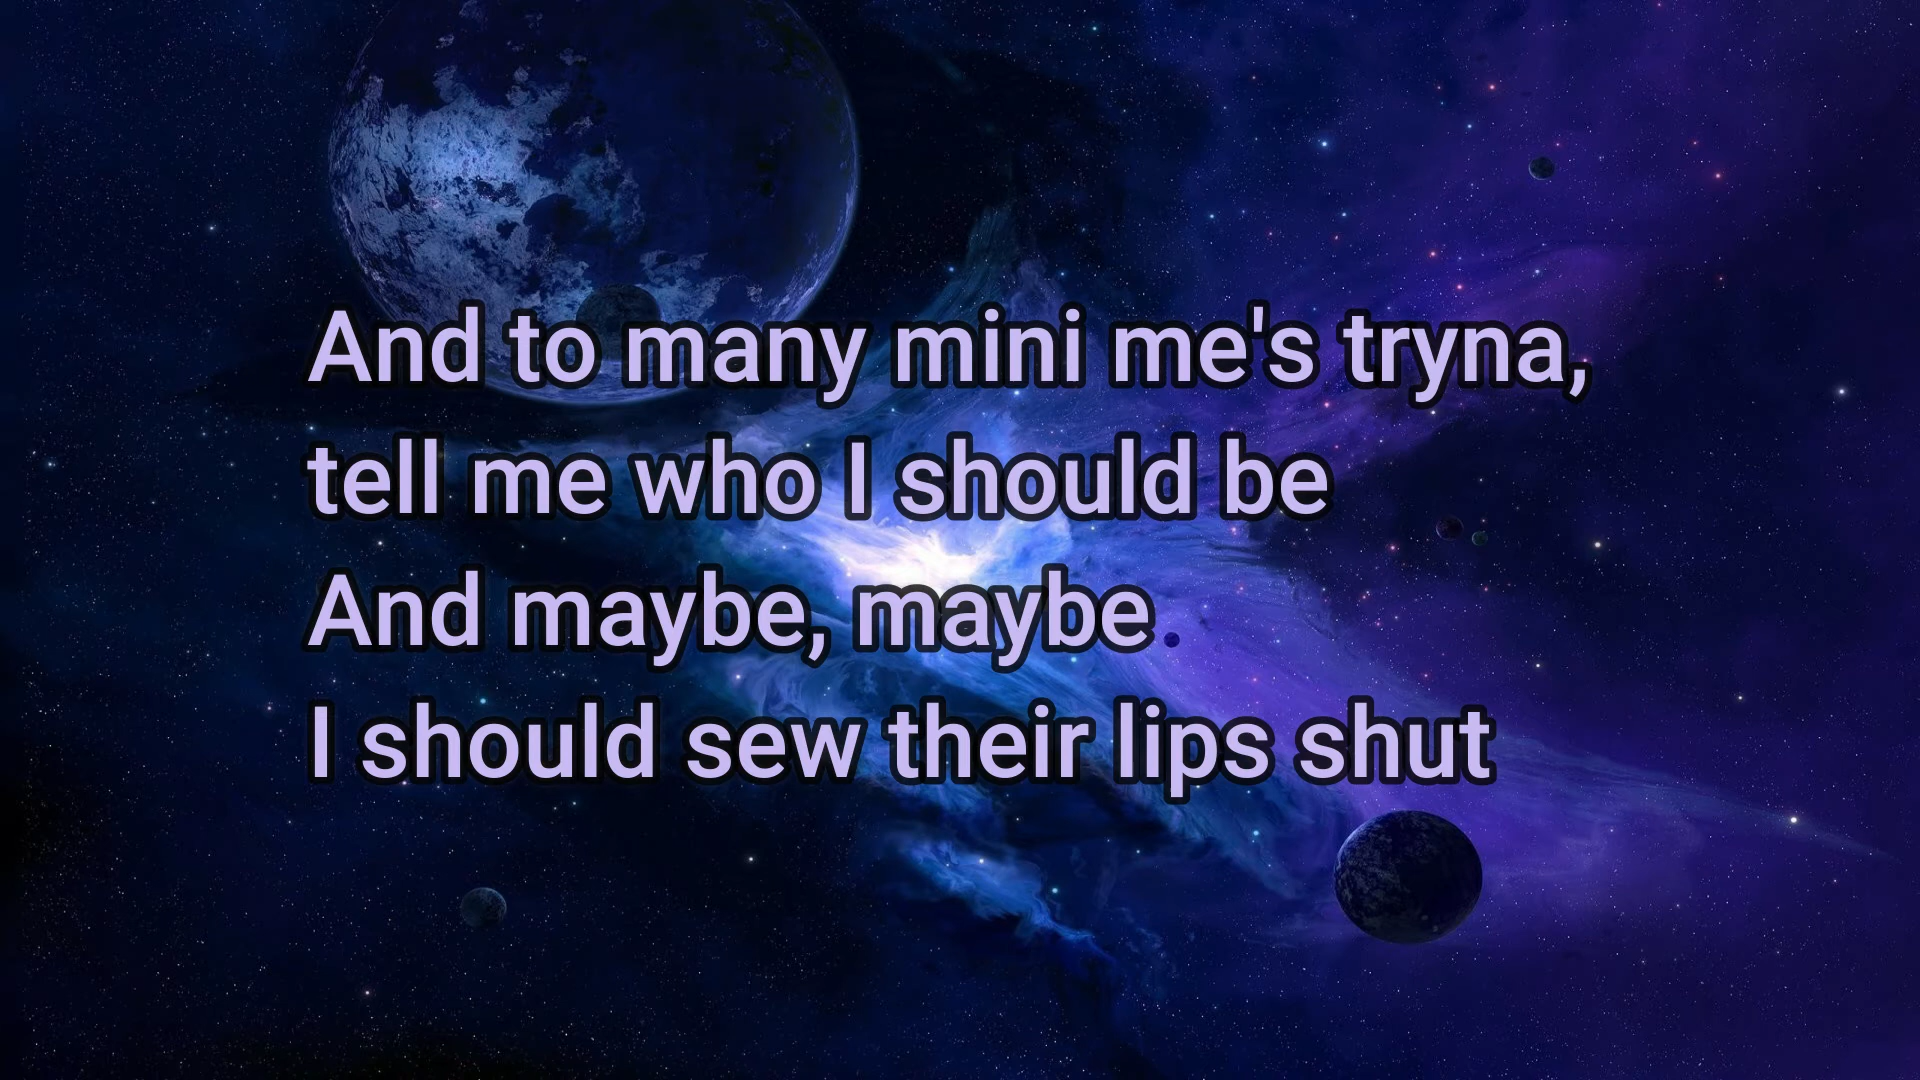 And to many mini me's tryna,
tell me who I should be
And maybe, maybe
I should sew their lips shut